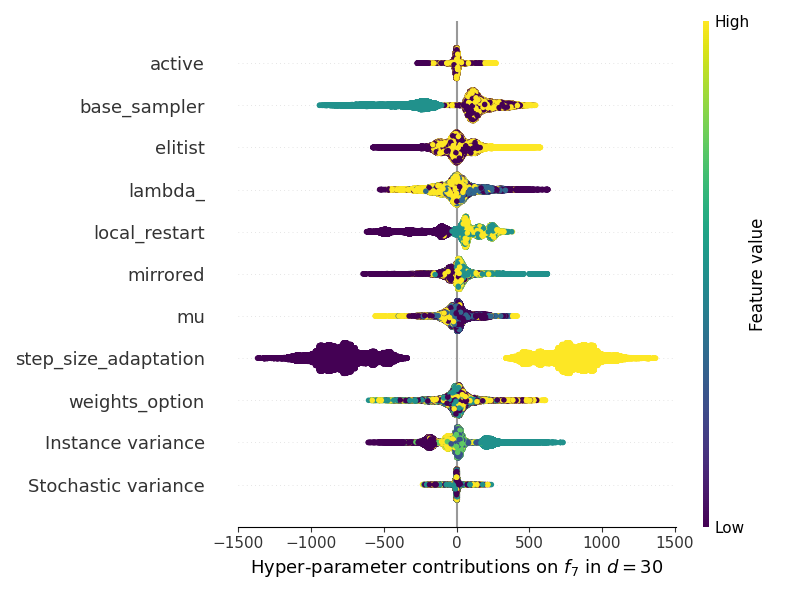 High
active
base_sampler
elitist
lambda_
local_restart
mirrored
mu
step_size_adaptation
weights_option
Instance variance
Stochastic variance
Feature value
Low
−1500 −1000 −500 0 500 1000 1500
Hyper-parameter contributions on f₇ in d = 30